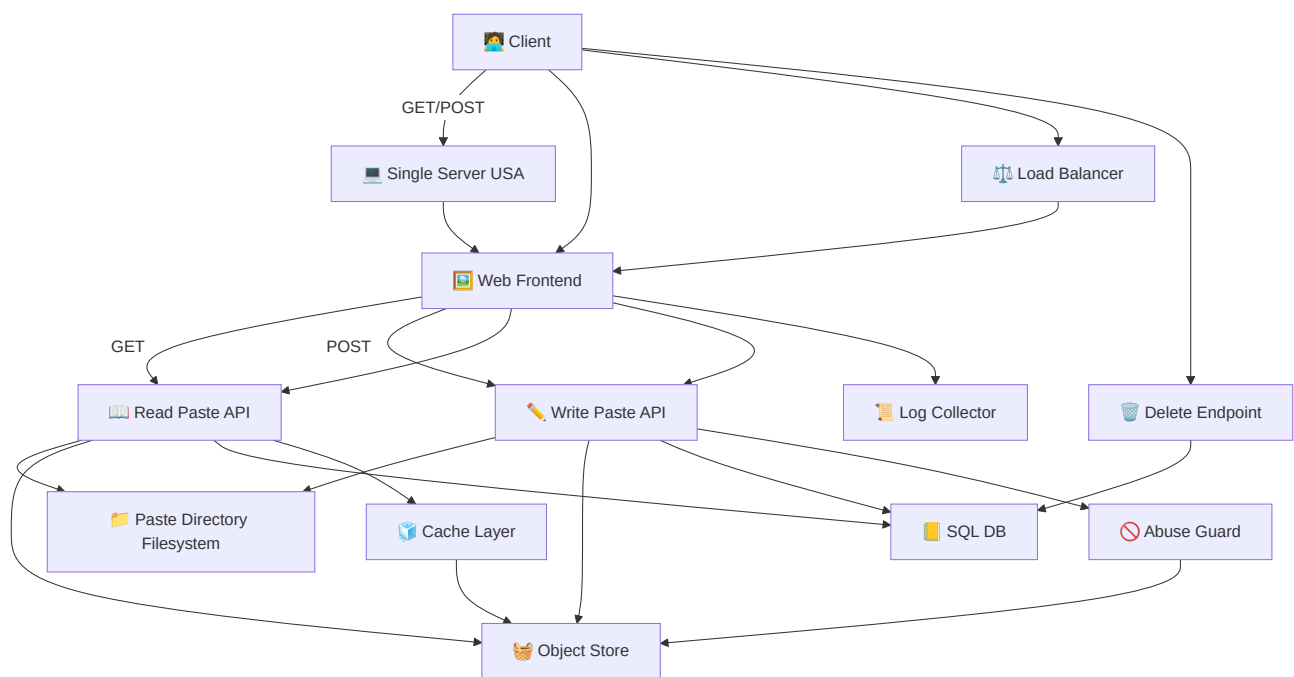 🧑‍💻 Client
GET/POST
💻 Single Server USA
⚖️ Load Balancer
🖼️ Web Frontend
GET
POST
📖 Read Paste API
✏️ Write Paste API
📜 Log Collector
🗑️ Delete Endpoint
📁 Paste Directory
Filesystem
🧊 Cache Layer
📒 SQL DB
🚫 Abuse Guard
🧺 Object Store